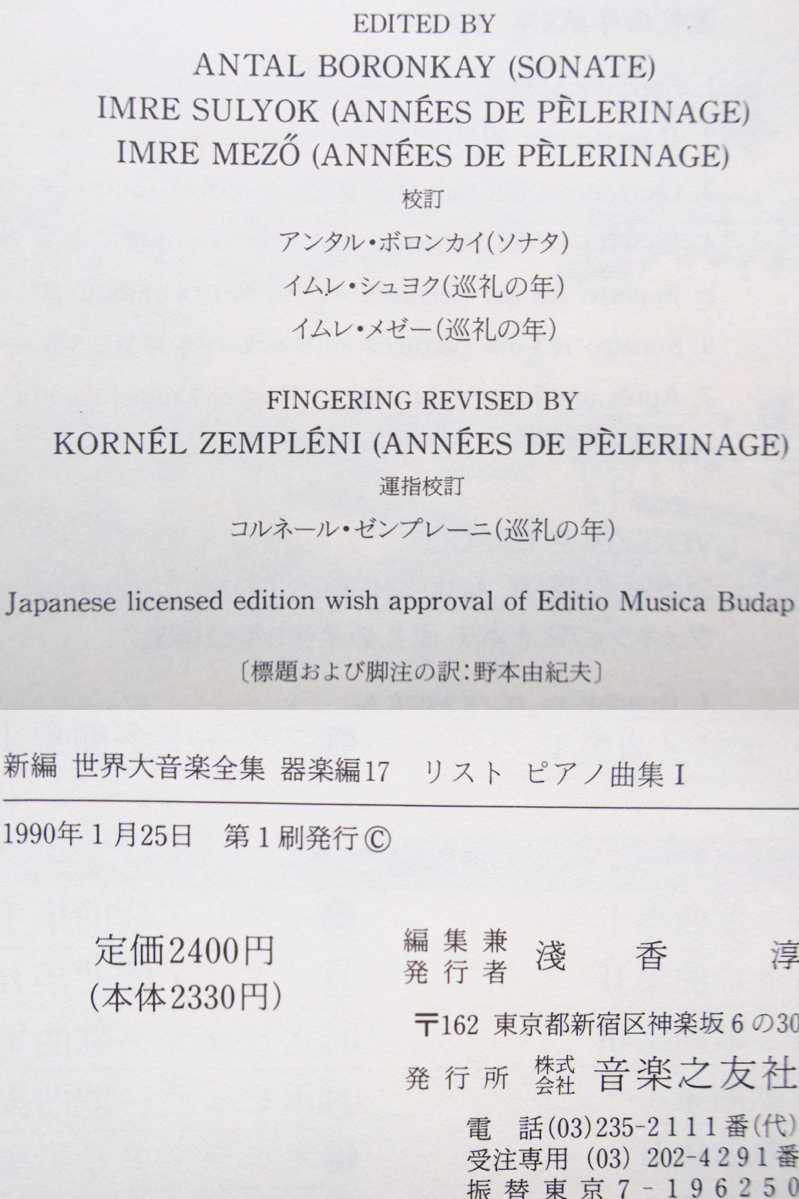 EDITED BY
ANTAL BORONKAY (SONATE)
IMRE SULYOK (ANNÉES DE PÈLERINAGE)
IMRE MEZŐ (ANNÉES DE PÈLERINAGE)
校訂
アンタル・ボロンカイ(ソナタ)
イムレ・シュヨク(巡礼の年)
イムレ・メゼー(巡礼の年)
FINGERING REVISED BY
KORNÉL ZEMPLÉNI (ANNÉES DE PÈLERINAGE)
運指校訂
コルネール・ゼンプレーニ(巡礼の年)
Japanese licensed edition wish approval of Editio Musica Budap
〔標題および脚注の訳：野本由紀夫〕
新編 世界大音楽全集 器楽編17 リスト ピアノ曲集 I
1990年1月25日 第1刷発行©
定価2400円
(本体2330円)
編集兼
発行者 淺香淳
〒162 東京都新宿区神楽坂6の30
発行所 株式会社 音楽之友社
電話(03)235-2111番(代)
受注専用 (03) 202-4291番
振替東京7-196250